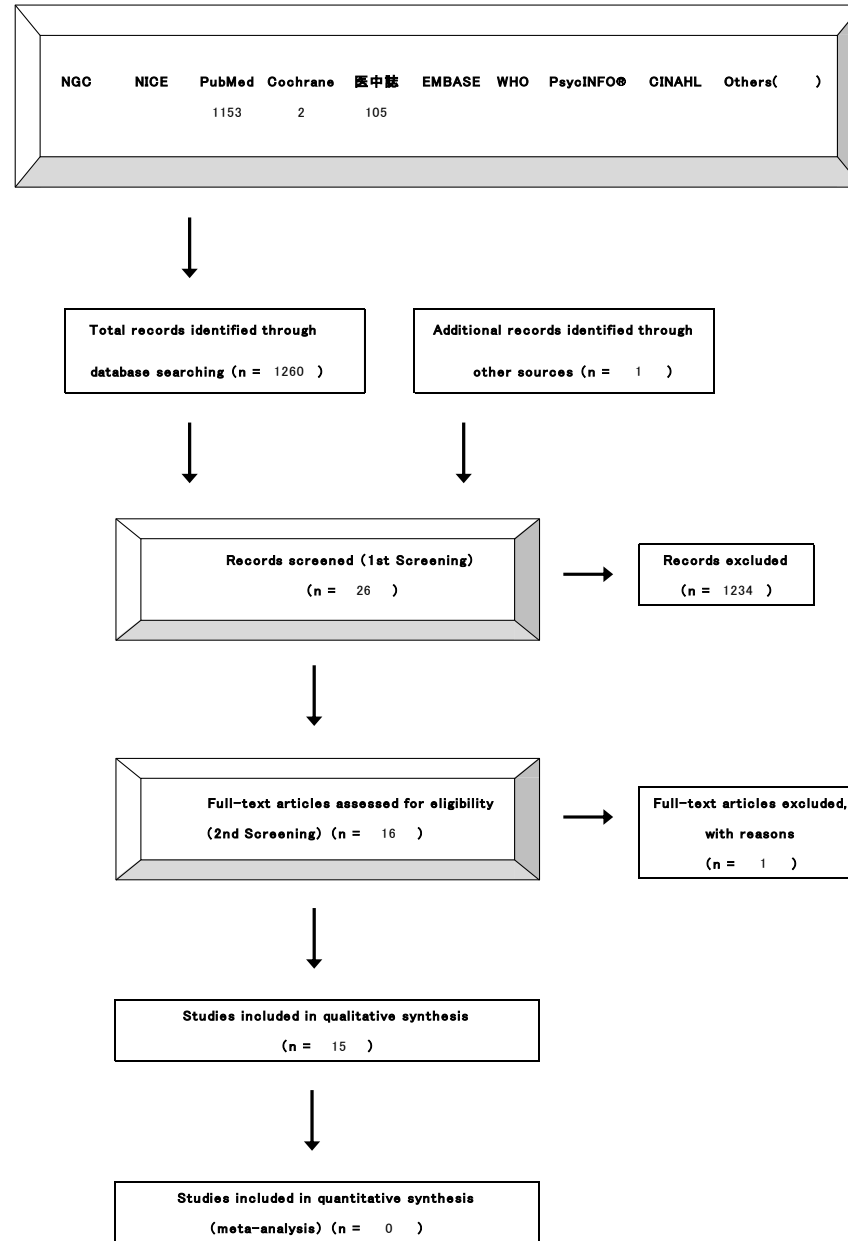 NGC NICE PubMed Cochrane 医中誌 EMBASE WHO PsycINFO® CINAHL Others( )
1153 2 105
Total records identified through
database searching (n = 1260 )
Additional records identified through
other sources (n = 1 )
Records screened (1st Screening)
(n = 26 )
Records excluded
(n = 1234 )
Full-text articles assessed for eligibility
(2nd Screening) (n = 16 )
Full-text articles excluded,
with reasons
(n = 1 )
Studies included in qualitative synthesis
(n = 15 )
Studies included in quantitative synthesis
(meta-analysis) (n = 0 )